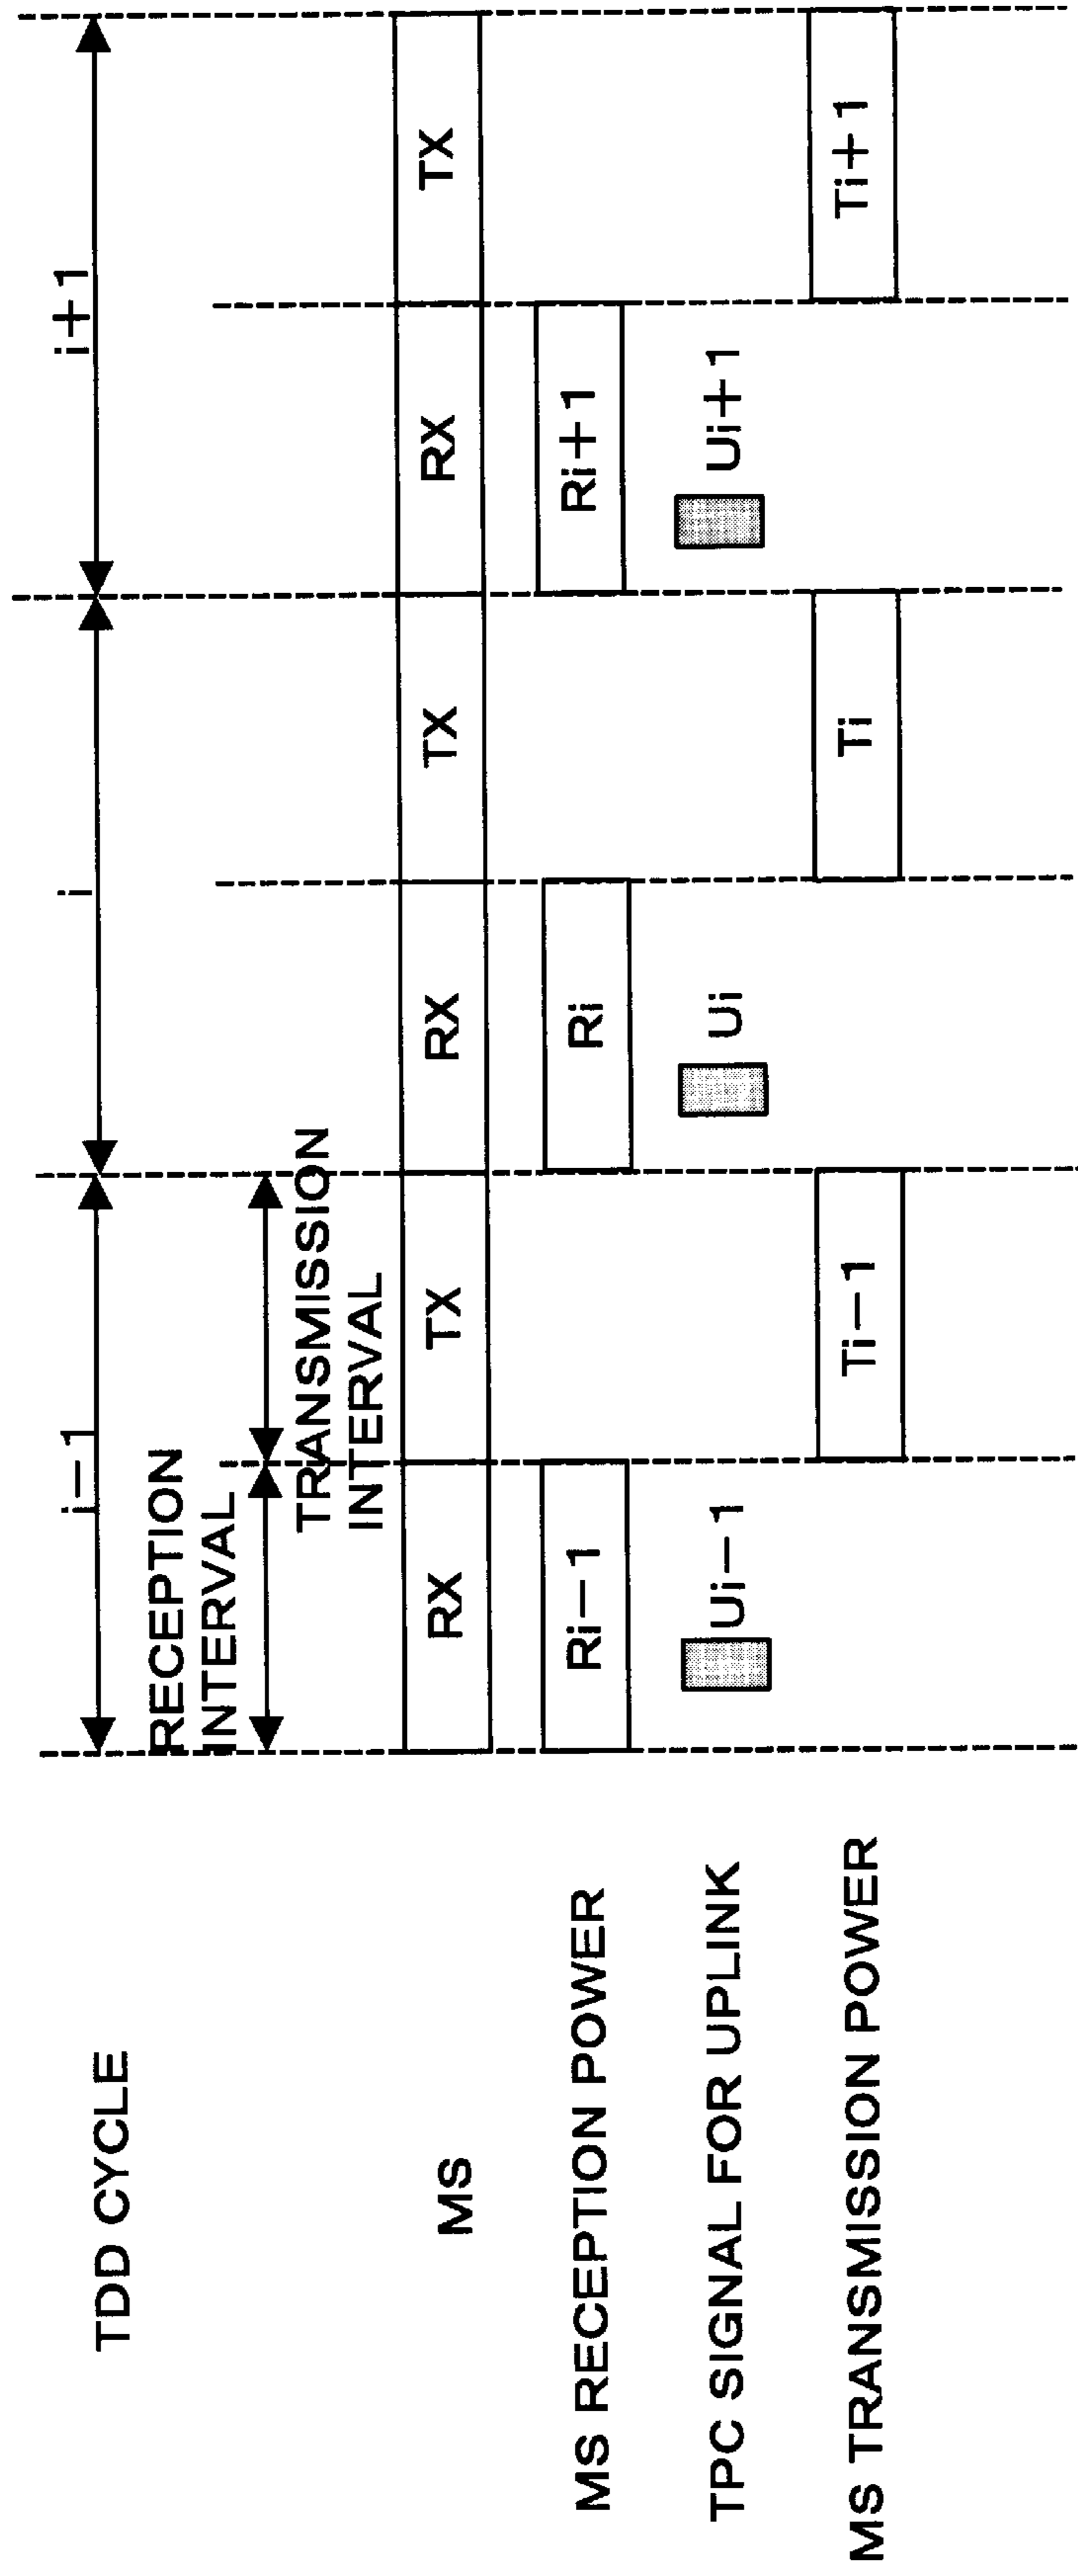 TDD CYCLE
i−1
i
i+1
RECEPTION
INTERVAL
TRANSMISSION
INTERVAL
MS
RX
TX
RX
TX
RX
TX
MS RECEPTION POWER
Ri−1
Ri
Ri+1
TPC SIGNAL FOR UPLINK
Ui−1
Ui
Ui+1
MS TRANSMISSION POWER
Ti−1
Ti
Ti+1